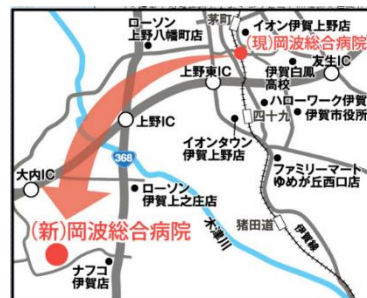 茅町
ローソン
上野八幡町店
イオン伊賀上野店
(現)岡波総合病院
友生IC
上野東IC
伊賀白鳳
高校
ハローワーク伊賀
伊賀市役所
四十九
上野IC
イオンタウン
伊賀上野店
368
大内IC
ファミリーマート
ゆめが丘西口店
ローソン
伊賀上之庄店
(新)岡波総合病院
猪田道
伊賀線
木津川
ナフコ
伊賀店